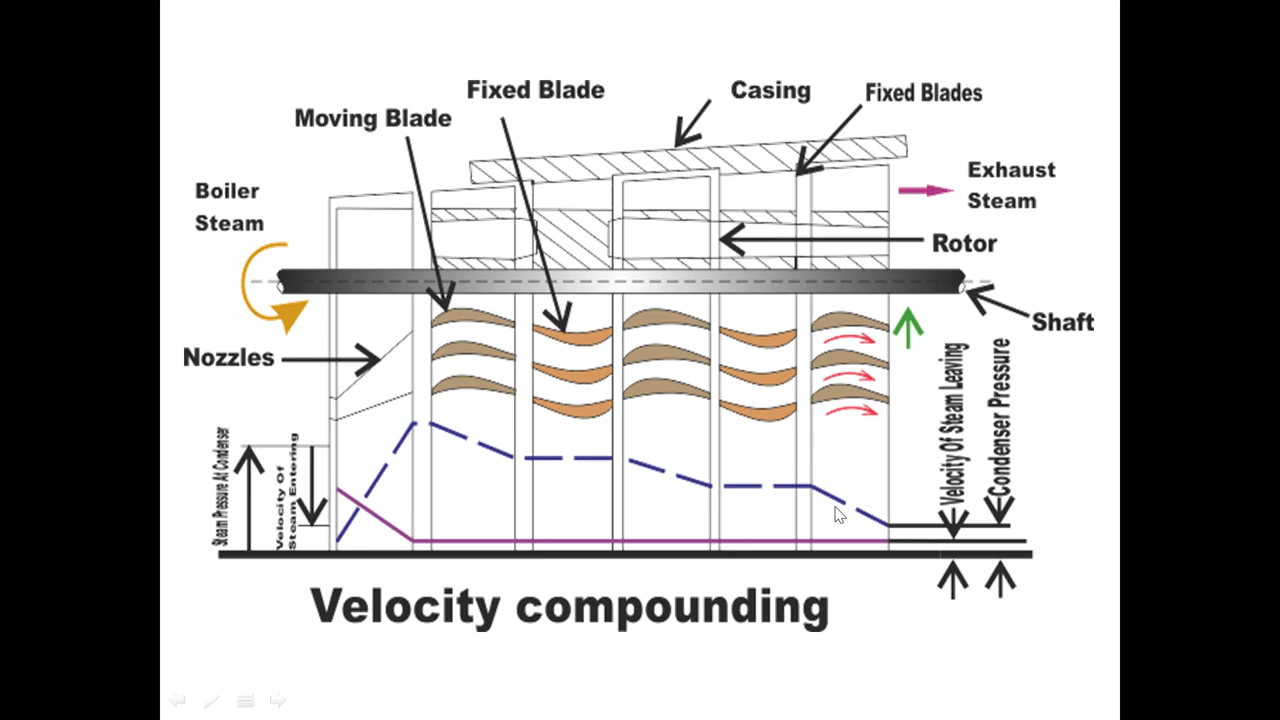 Fixed Blade
Casing
Fixed Blades
Moving Blade
Boiler
Steam
Exhaust
Steam
Rotor
Shaft
Nozzles
Steam Pressure At Condenser
Velocity Of
Steam Entering
Velocity Of Steam Leaving
Condenser Pressure
Velocity compounding